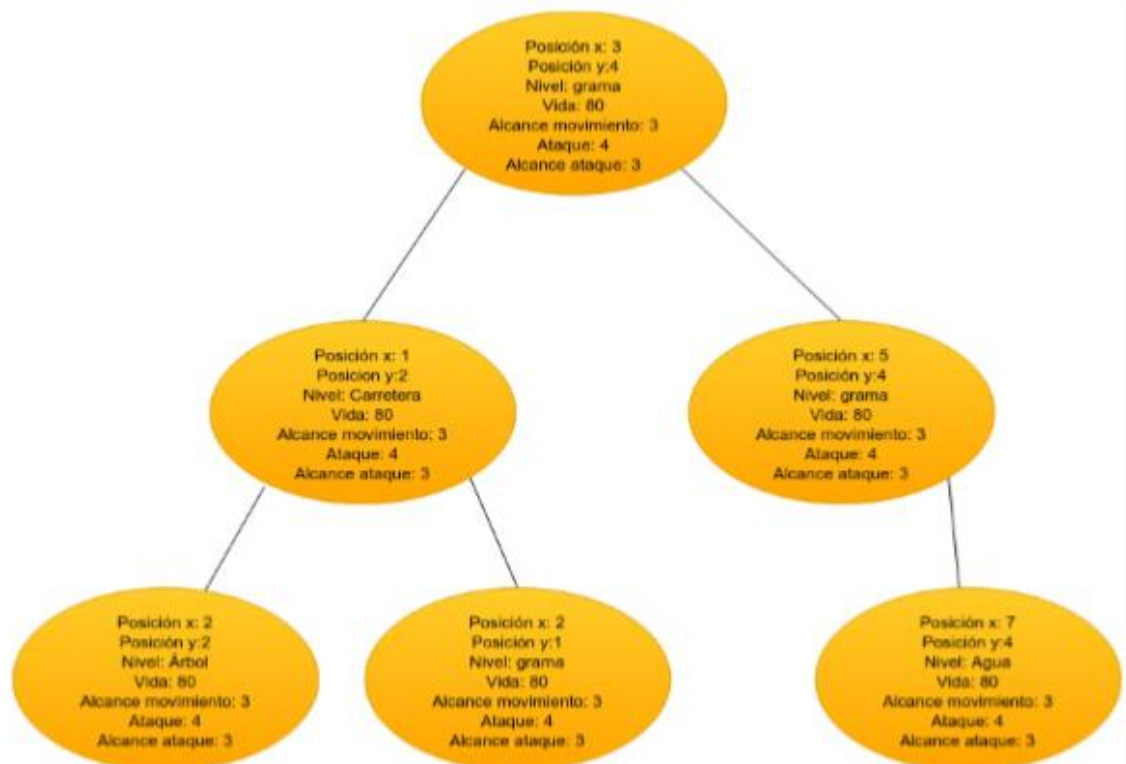 Posición x: 3
Posición y:4
Nivel: grama
Vida: 80
Alcance movimiento: 3
Ataque: 4
Alcance ataque: 3
Posición x: 1
Posicion y:2
Nivel: Carretera
Vida: 80
Alcance movimiento: 3
Ataque: 4
Alcance ataque: 3
Posición x: 5
Posición y:4
Nivel: grama
Vida: 80
Alcance movimiento: 3
Ataque: 4
Alcance ataque: 3
Posición x: 2
Posición y:2
Nivel: Árbol
Vida: 80
Alcance movimiento: 3
Ataque: 4
Alcance ataque: 3
Posición x: 2
Posición y:1
Nivel: grama
Vida: 80
Alcance movimiento: 3
Ataque: 4
Alcance ataque: 3
Posición x: 7
Posición y:4
Nivel: Agua
Vida: 80
Alcance movimiento: 3
Ataque: 4
Alcance ataque: 3